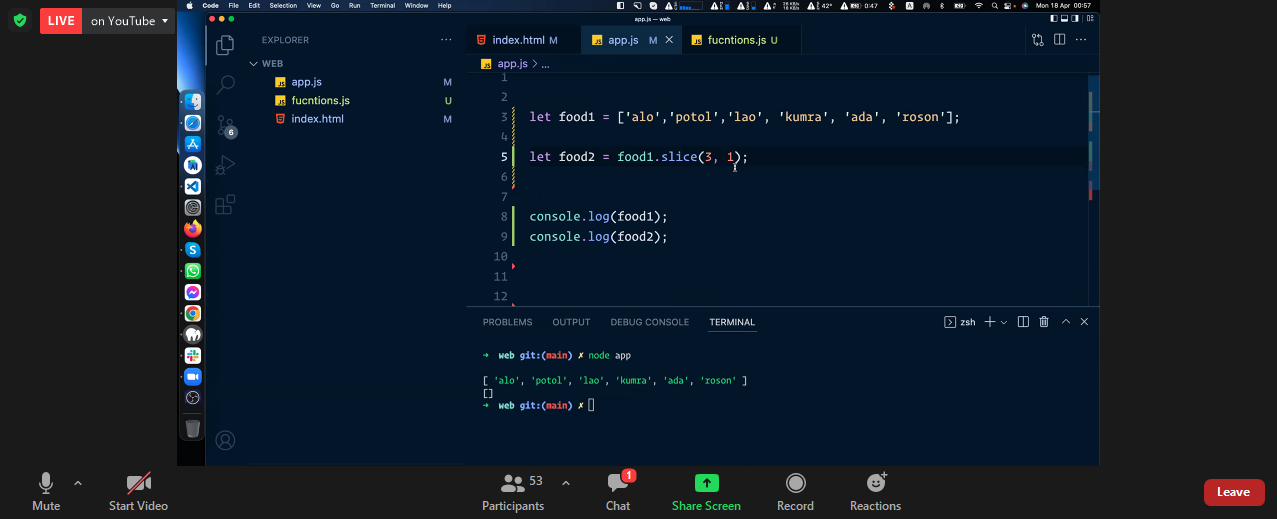 LIVE on YouTube
Code File Edit Selection View Go Run Terminal Window Help 42° 0:47 Mon 18 Apr 00:57
app.js — web
EXPLORER
WEB
app.js M
fucntions.js U
index.html M
6
index.html M app.js M fucntions.js U
app.js > ...
1
2
3 let food1 = ['alo','potol','lao', 'kumra', 'ada', 'roson'];
4
5 let food2 = food1.slice(3, 1);
6
7
8 console.log(food1);
9 console.log(food2);
10
11
12
PROBLEMS OUTPUT DEBUG CONSOLE TERMINAL zsh
→ web git:(main) ✗ node app
[ 'alo', 'potol', 'lao', 'kumra', 'ada', 'roson' ]
[]
→ web git:(main) ✗
Mute Start Video Participants 53 Chat 1 Share Screen Record Reactions Leave